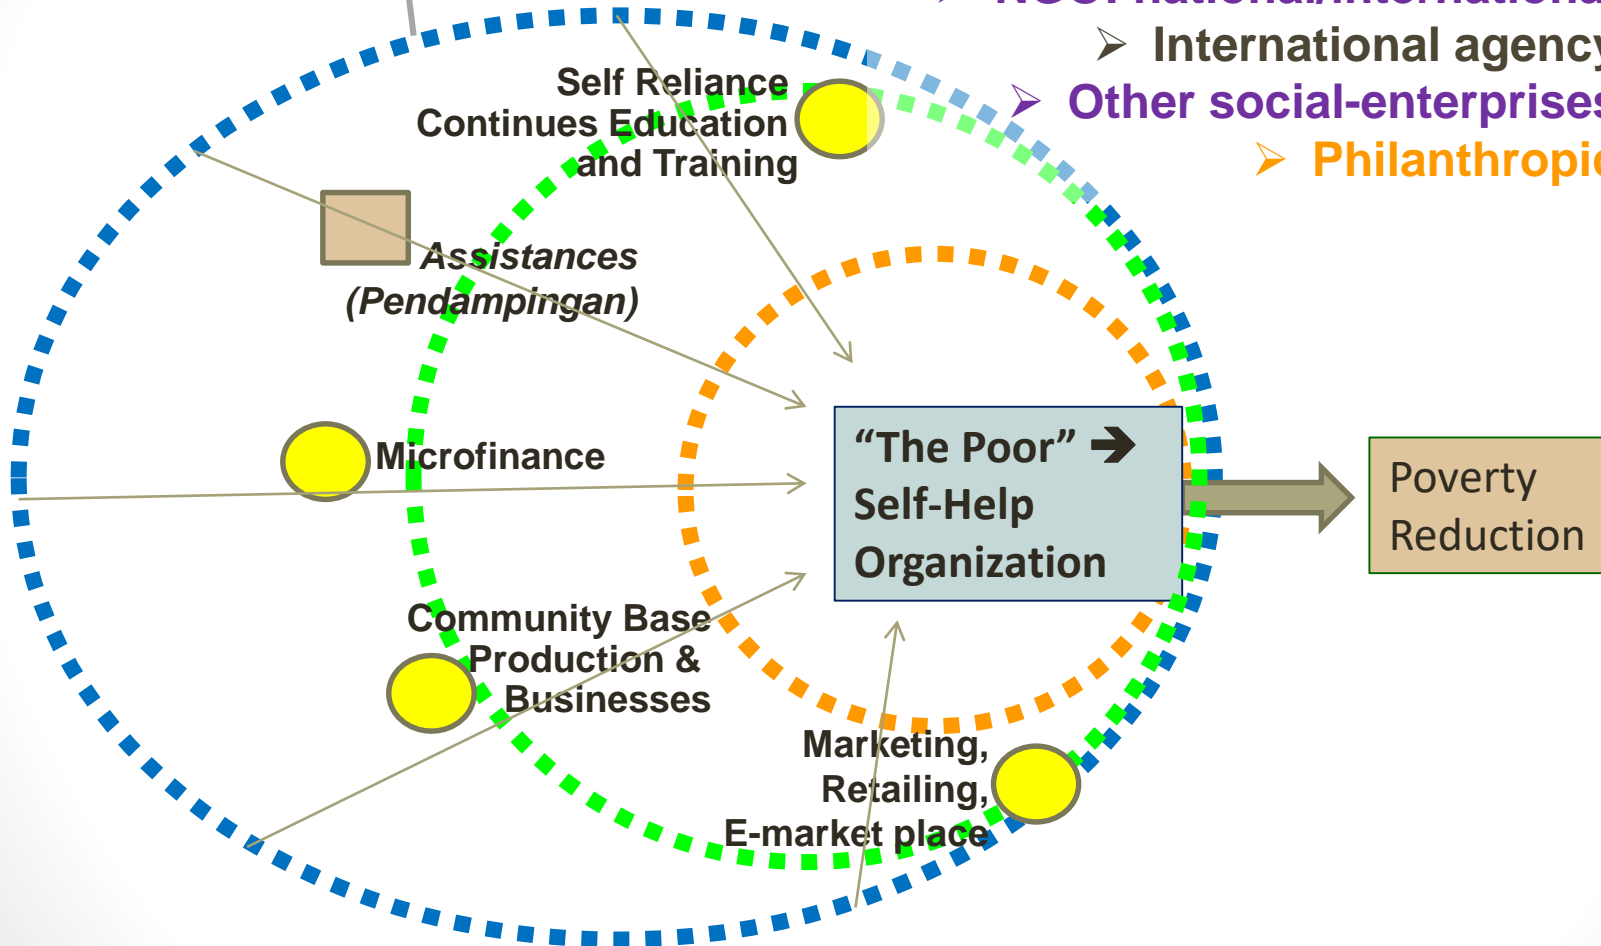 International agency
Other social-enterprises
Philanthropic
Self Reliance
Continues Education
and Training
Assistances
(Pendampingan)
Microfinance
“The Poor” ➔
Self-Help
Organization
Poverty
Reduction
Community Base
Production &
Businesses
Marketing,
Retailing,
E-market place